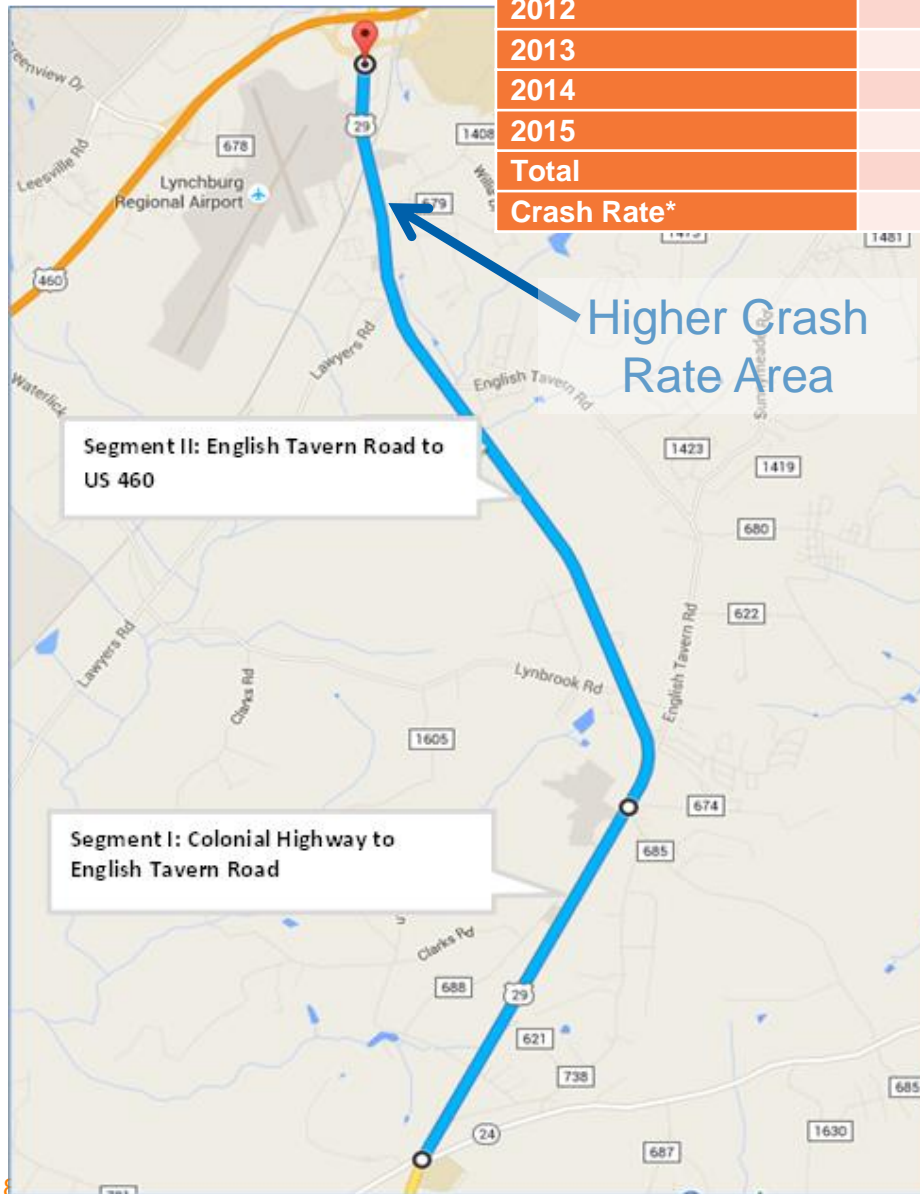 2012
2013
2014
2015
Total
Crash Rate*
Higher Crash
Rate Area
Segment II: English Tavern Road to
US 460
Segment I: Colonial Highway to
English Tavern Road
29
1408
678
Leesville Rd
Lynchburg
Regional Airport
679
1481
460
Lawyers Rd
English Tavern Rd
Sunnymeade Rd
1423
1419
680
622
Lawyers Rd
Clarks Rd
Lynbrook Rd
English Tavern Rd
1605
674
685
Clarks Rd
688
29
621
738
685
24
687
1630